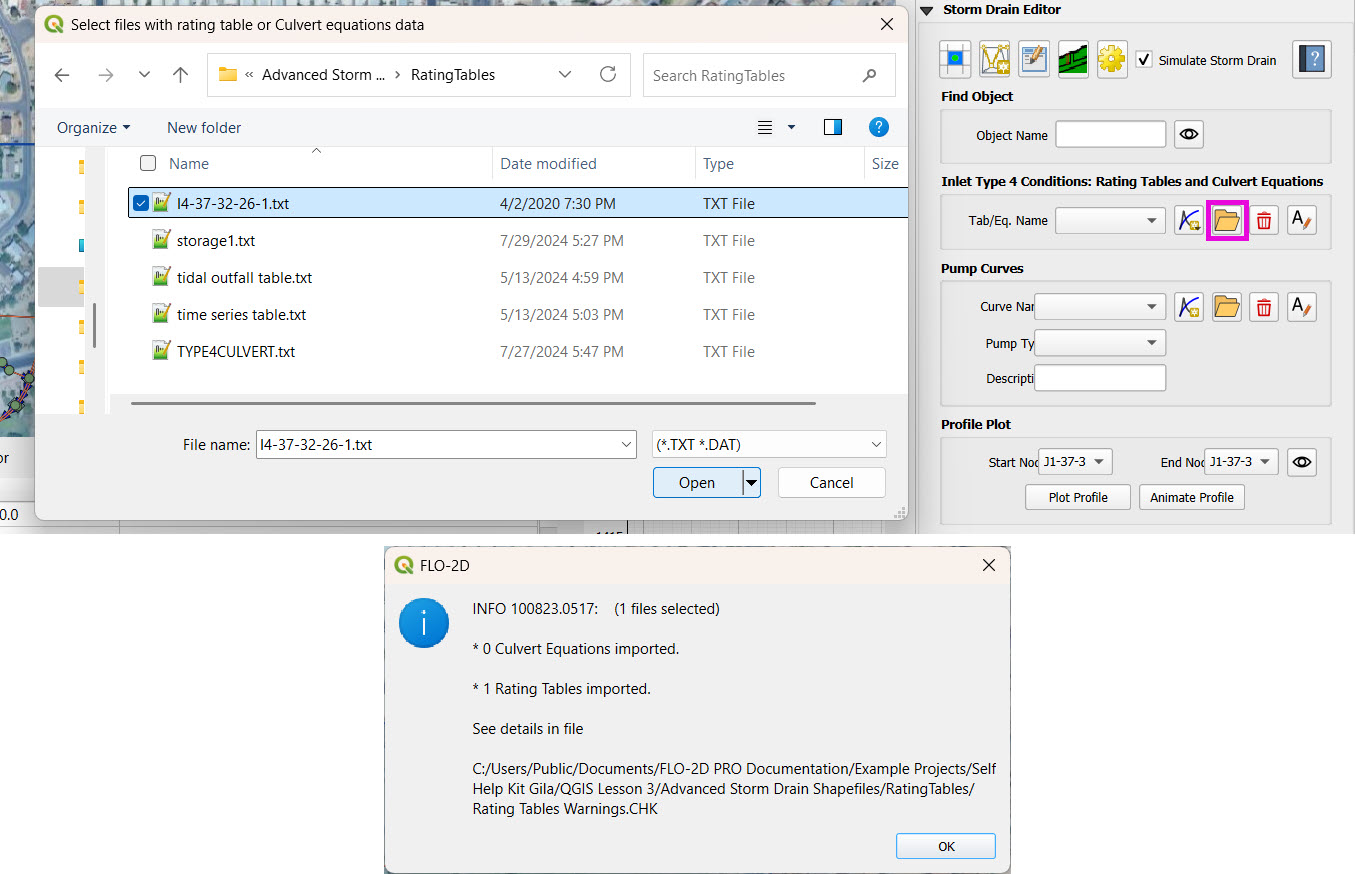 Select files with rating table or Culvert equations data
« Advanced Storm ... › RatingTables
Search RatingTables
Organize
New folder
Name Date modified Type Size
I4-37-32-26-1.txt 4/2/2020 7:30 PM TXT File
storage1.txt 7/29/2024 5:27 PM TXT File
tidal outfall table.txt 5/13/2024 4:59 PM TXT File
time series table.txt 5/13/2024 5:03 PM TXT File
TYPE4CULVERT.txt 7/27/2024 5:47 PM TXT File
File name: I4-37-32-26-1.txt (*.TXT *.DAT)
Open Cancel
or
0.0
Storm Drain Editor
Simulate Storm Drain
Find Object
Object Name
Inlet Type 4 Conditions: Rating Tables and Culvert Equations
Tab/Eq. Name
Pump Curves
Curve Nar
Pump Ty
Descripti
Profile Plot
Start Noc J1-37-3 End Noc J1-37-3
Plot Profile Animate Profile
FLO-2D
INFO 100823.0517: (1 files selected)
* 0 Culvert Equations imported.
* 1 Rating Tables imported.
See details in file
C:/Users/Public/Documents/FLO-2D PRO Documentation/Example Projects/Self
Help Kit Gila/QGIS Lesson 3/Advanced Storm Drain Shapefiles/RatingTables/
Rating Tables Warnings.CHK
OK